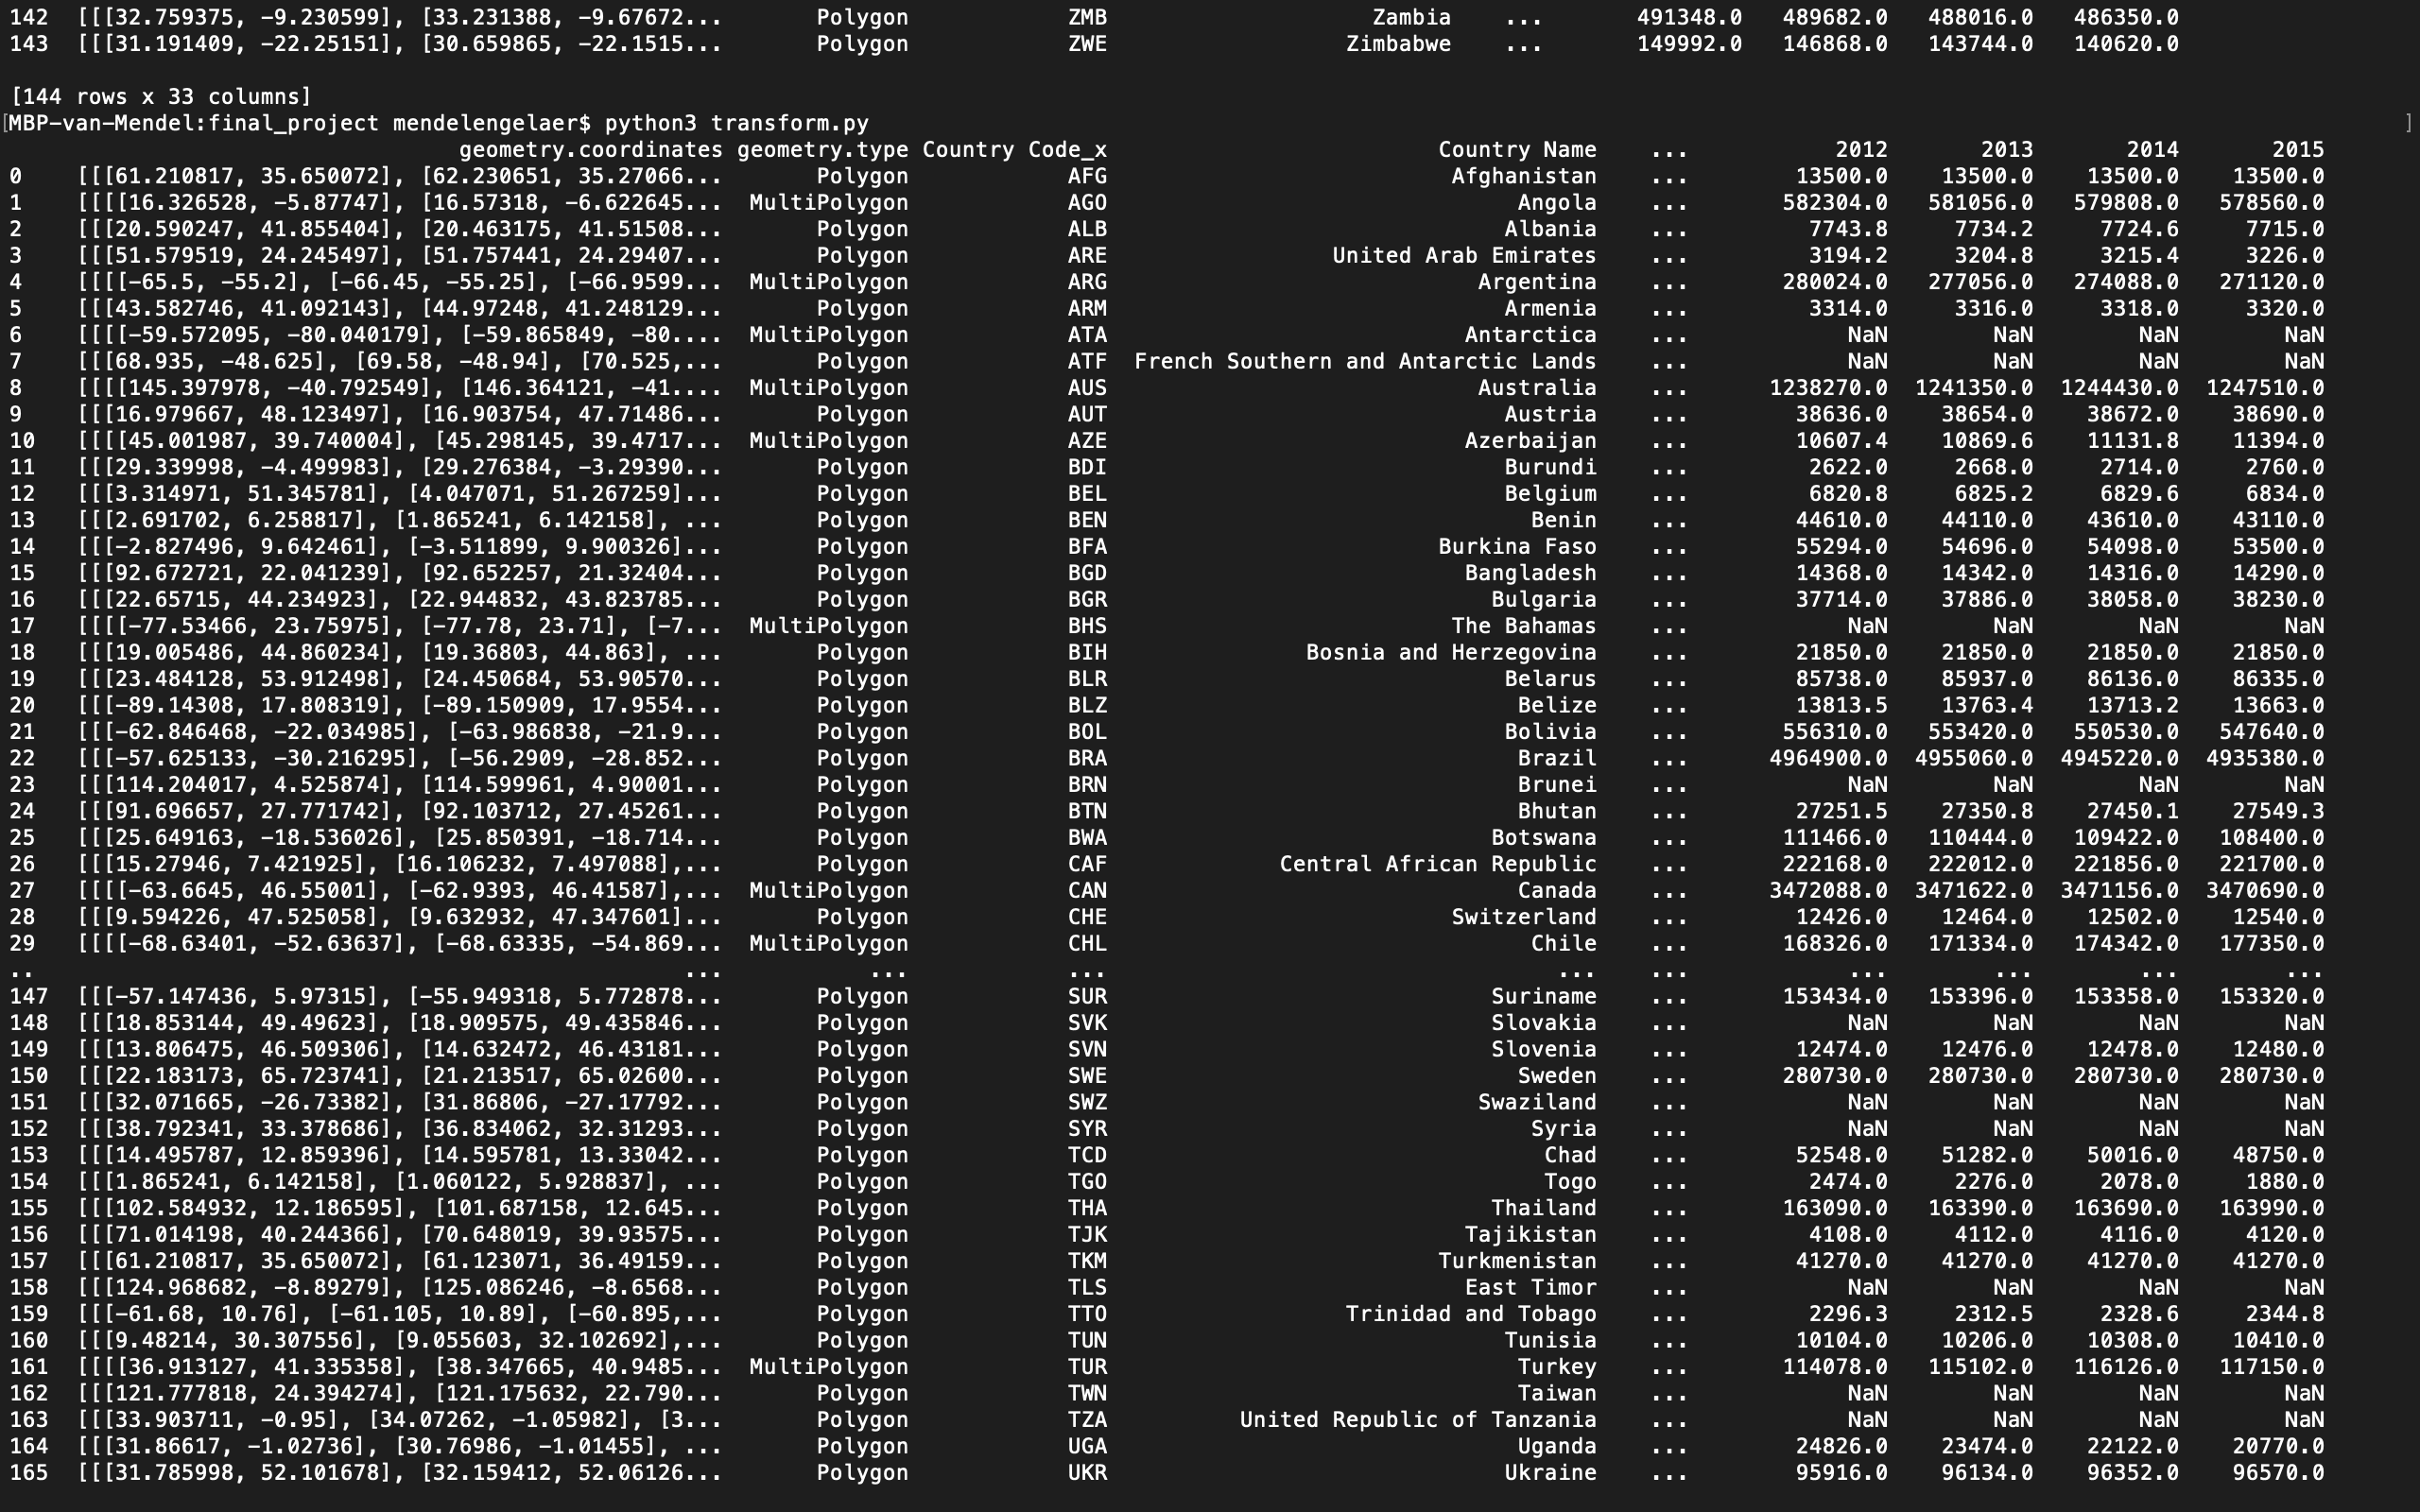 142  [[[32.759375, -9.230599], [33.231388, -9.67672...       Polygon            ZMB                    Zambia    ...       491348.0   489682.0   488016.0   486350.0
143  [[[31.191409, -22.25151], [30.659865, -22.1515...       Polygon            ZWE                  Zimbabwe    ...       149992.0   146868.0   143744.0   140620.0
[144 rows x 33 columns]
[MBP-van-Mendel:final_project mendelengelaer$ python3 transform.py ]
geometry.coordinates geometry.type Country Code_x                         Country Name    ...           2012       2013       2014       2015
0    [[[61.210817, 35.650072], [62.230651, 35.27066...       Polygon            AFG   Afghanistan    ...        13500.0    13500.0    13500.0    13500.0
1    [[[[16.326528, -5.87747], [16.57318, -6.622645...  MultiPolygon            AGO   Angola    ...       582304.0   581056.0   579808.0   578560.0
2    [[[20.590247, 41.855404], [20.463175, 41.51508...       Polygon            ALB   Albania    ...         7743.8     7734.2     7724.6     7715.0
3    [[[51.579519, 24.245497], [51.757441, 24.29407...       Polygon            ARE   United Arab Emirates    ...         3194.2     3204.8     3215.4     3226.0
4    [[[[-65.5, -55.2], [-66.45, -55.25], [-66.9599...  MultiPolygon            ARG   Argentina    ...       280024.0   277056.0   274088.0   271120.0
5    [[[43.582746, 41.092143], [44.97248, 41.248129...       Polygon            ARM   Armenia    ...         3314.0     3316.0     3318.0     3320.0
6    [[[[-59.572095, -80.040179], [-59.865849, -80....  MultiPolygon            ATA   Antarctica    ...            NaN        NaN        NaN        NaN
7    [[[68.935, -48.625], [69.58, -48.94], [70.525,...       Polygon            ATF   French Southern and Antarctic Lands    ...            NaN        NaN        NaN        NaN
8    [[[[145.397978, -40.792549], [146.364121, -41....  MultiPolygon            AUS   Australia    ...      1238270.0  1241350.0  1244430.0  1247510.0
9    [[[16.979667, 48.123497], [16.903754, 47.71486...       Polygon            AUT   Austria    ...        38636.0    38654.0    38672.0    38690.0
10   [[[[45.001987, 39.740004], [45.298145, 39.4717...  MultiPolygon            AZE   Azerbaijan    ...        10607.4    10869.6    11131.8    11394.0
11   [[[29.339998, -4.499983], [29.276384, -3.29390...       Polygon            BDI   Burundi    ...         2622.0     2668.0     2714.0     2760.0
12   [[[3.314971, 51.345781], [4.047071, 51.267259]...       Polygon            BEL   Belgium    ...         6820.8     6825.2     6829.6     6834.0
13   [[[2.691702, 6.258817], [1.865241, 6.142158], ...       Polygon            BEN   Benin    ...        44610.0    44110.0    43610.0    43110.0
14   [[[-2.827496, 9.642461], [-3.511899, 9.900326]...       Polygon            BFA   Burkina Faso    ...        55294.0    54696.0    54098.0    53500.0
15   [[[92.672721, 22.041239], [92.652257, 21.32404...       Polygon            BGD   Bangladesh    ...        14368.0    14342.0    14316.0    14290.0
16   [[[22.65715, 44.234923], [22.944832, 43.823785...       Polygon            BGR   Bulgaria    ...        37714.0    37886.0    38058.0    38230.0
17   [[[[-77.53466, 23.75975], [-77.78, 23.71], [-7...  MultiPolygon            BHS   The Bahamas    ...            NaN        NaN        NaN        NaN
18   [[[19.005486, 44.860234], [19.36803, 44.863], ...       Polygon            BIH   Bosnia and Herzegovina    ...        21850.0    21850.0    21850.0    21850.0
19   [[[23.484128, 53.912498], [24.450684, 53.90570...       Polygon            BLR   Belarus    ...        85738.0    85937.0    86136.0    86335.0
20   [[[-89.14308, 17.808319], [-89.150909, 17.9554...       Polygon            BLZ   Belize    ...        13813.5    13763.4    13713.2    13663.0
21   [[[-62.846468, -22.034985], [-63.986838, -21.9...       Polygon            BOL   Bolivia    ...       556310.0   553420.0   550530.0   547640.0
22   [[[-57.625133, -30.216295], [-56.2909, -28.852...       Polygon            BRA   Brazil    ...      4964900.0  4955060.0  4945220.0  4935380.0
23   [[[114.204017, 4.525874], [114.599961, 4.90001...       Polygon            BRN   Brunei    ...            NaN        NaN        NaN        NaN
24   [[[91.696657, 27.771742], [92.103712, 27.45261...       Polygon            BTN   Bhutan    ...        27251.5    27350.8    27450.1    27549.3
25   [[[25.649163, -18.536026], [25.850391, -18.714...       Polygon            BWA   Botswana    ...       111466.0   110444.0   109422.0   108400.0
26   [[[15.27946, 7.421925], [16.106232, 7.497088],...       Polygon            CAF   Central African Republic    ...       222168.0   222012.0   221856.0   221700.0
27   [[[[-63.6645, 46.55001], [-62.9393, 46.41587],...  MultiPolygon            CAN   Canada    ...      3472088.0  3471622.0  3471156.0  3470690.0
28   [[[9.594226, 47.525058], [9.632932, 47.347601]...       Polygon            CHE   Switzerland    ...        12426.0    12464.0    12502.0    12540.0
29   [[[[-68.63401, -52.63637], [-68.63335, -54.869...  MultiPolygon            CHL   Chile    ...       168326.0   171334.0   174342.0   177350.0
..   ...           ...            ...   ...    ...            ...        ...        ...        ...
147  [[[-57.147436, 5.97315], [-55.949318, 5.772878...       Polygon            SUR   Suriname    ...       153434.0   153396.0   153358.0   153320.0
148  [[[18.853144, 49.49623], [18.909575, 49.435846...       Polygon            SVK   Slovakia    ...            NaN        NaN        NaN        NaN
149  [[[13.806475, 46.509306], [14.632472, 46.43181...       Polygon            SVN   Slovenia    ...        12474.0    12476.0    12478.0    12480.0
150  [[[22.183173, 65.723741], [21.213517, 65.02600...       Polygon            SWE   Sweden    ...       280730.0   280730.0   280730.0   280730.0
151  [[[32.071665, -26.73382], [31.86806, -27.17792...       Polygon            SWZ   Swaziland    ...            NaN        NaN        NaN        NaN
152  [[[38.792341, 33.378686], [36.834062, 32.31293...       Polygon            SYR   Syria    ...            NaN        NaN        NaN        NaN
153  [[[14.495787, 12.859396], [14.595781, 13.33042...       Polygon            TCD   Chad    ...        52548.0    51282.0    50016.0    48750.0
154  [[[1.865241, 6.142158], [1.060122, 5.928837], ...       Polygon            TGO   Togo    ...         2474.0     2276.0     2078.0     1880.0
155  [[[102.584932, 12.186595], [101.687158, 12.645...       Polygon            THA   Thailand    ...       163090.0   163390.0   163690.0   163990.0
156  [[[71.014198, 40.244366], [70.648019, 39.93575...       Polygon            TJK   Tajikistan    ...         4108.0     4112.0     4116.0     4120.0
157  [[[61.210817, 35.650072], [61.123071, 36.49159...       Polygon            TKM   Turkmenistan    ...        41270.0    41270.0    41270.0    41270.0
158  [[[124.968682, -8.89279], [125.086246, -8.6568...       Polygon            TLS   East Timor    ...            NaN        NaN        NaN        NaN
159  [[[-61.68, 10.76], [-61.105, 10.89], [-60.895,...       Polygon            TTO   Trinidad and Tobago    ...         2296.3     2312.5     2328.6     2344.8
160  [[[9.48214, 30.307556], [9.055603, 32.102692],...       Polygon            TUN   Tunisia    ...        10104.0    10206.0    10308.0    10410.0
161  [[[[36.913127, 41.335358], [38.347665, 40.9485...  MultiPolygon            TUR   Turkey    ...       114078.0   115102.0   116126.0   117150.0
162  [[[121.777818, 24.394274], [121.175632, 22.790...       Polygon            TWN   Taiwan    ...            NaN        NaN        NaN        NaN
163  [[[33.903711, -0.95], [34.07262, -1.05982], [3...       Polygon            TZA   United Republic of Tanzania    ...            NaN        NaN        NaN        NaN
164  [[[31.86617, -1.02736], [30.76986, -1.01455], ...       Polygon            UGA   Uganda    ...        24826.0    23474.0    22122.0    20770.0
165  [[[31.785998, 52.101678], [32.159412, 52.06126...       Polygon            UKR   Ukraine    ...        95916.0    96134.0    96352.0    96570.0